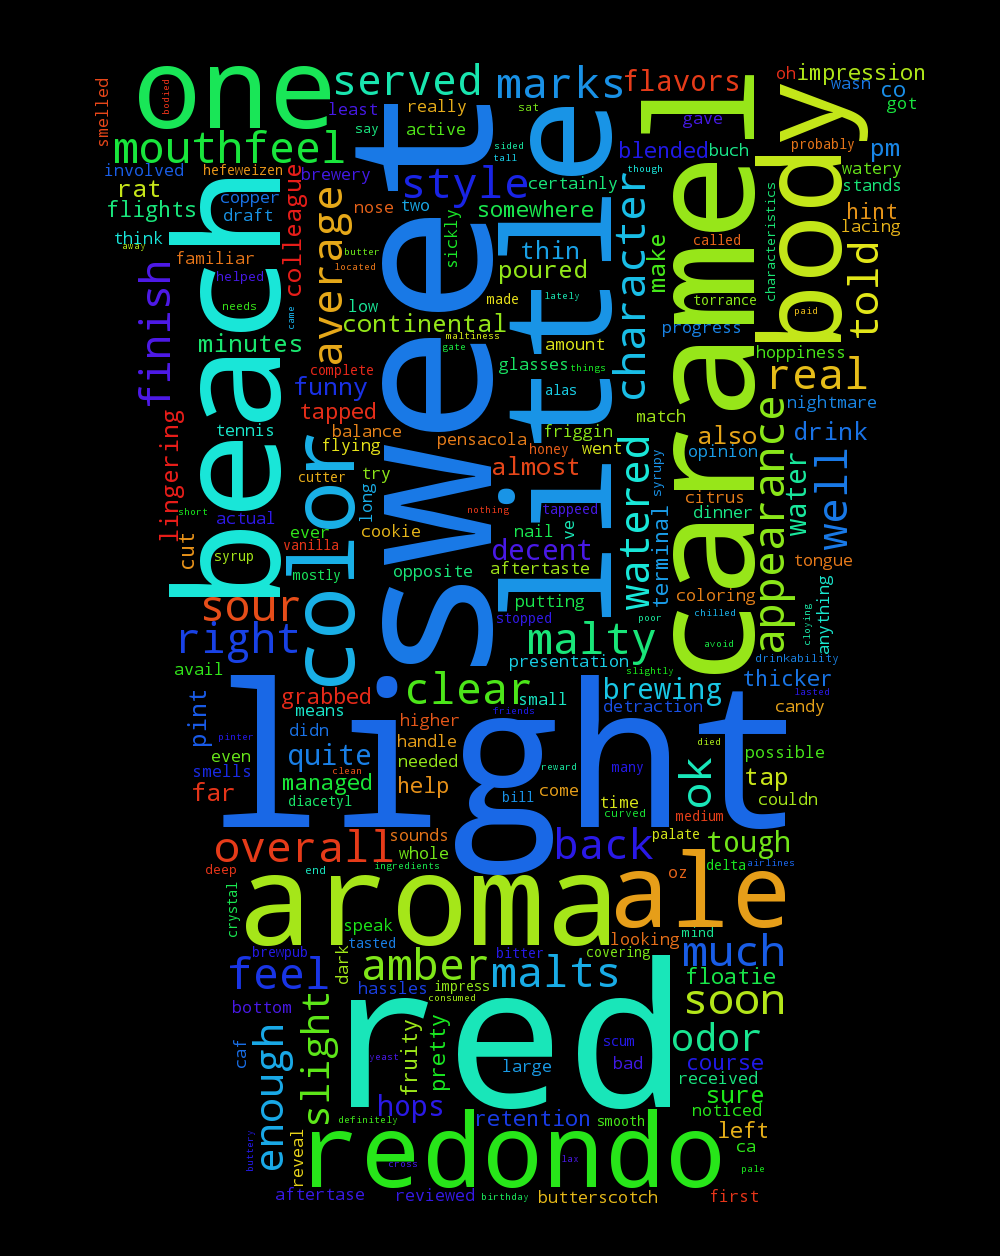 one
served
marks
flavors
oh
impression
bodied
smelled
least
really
sat
wash
co
got
mouthfeel
say
active
gave
pm
sided
tall
blended
buch
probably
involved
hefeweizen
brewery
style
certainly
though
watery
stands
rat
copper
nose
two
somewhere
hint
flights
draft
colleague
sickly
character
make
characteristics
lacing
think
away
familiar
average
butter
thin
called
body
told
helped
located
poured
beach
sweet
little
caramel
needs
low
made
lately
torrance
paid
finish
came
continental
maltiness
gate
amount
progress
minutes
glasses
things
hoppiness
complete
funny
alas
real
nightmare
tapped
match
tennis
balance
pensacola
friggin
also
drink
flying
honey
went
opinion
lingering
cutter
try
almost
watered
syrupy
citrus
appearance
water
well
short
actual
long
nothing
tappeed
dinner
color
ever
cookie
nail
ve
cut
vanilla
decent
terminal
tongue
syrup
mostly
opposite
aftertaste
coloring
anything
sour
putting
chilled
cloying
right
stopped
poor
malty
avoid
presentation
slightly
drinkability
avail
clear
small
brewing
thicker
lasted
grabbed
means
friends
detraction
candy
pint
light
didn
higher
died
pinter
even
quite
handle
possible
smells
clean
needed
reward
many
ok
tap
far
managed
help
bill
come
time
couldn
diacetyl
curved
medium
overall
sounds
back
palate
tough
whole
deep
end
ingredients
oz
delta
airlines
crystal
aroma
ale
speak
mind
tasted
looking
brewpub
dark
amber
bitter
covering
much
feel
malts
hassles
impress
consumed
floatie
bottom
slight
soon
red
caf
enough
fruity
pretty
scum
odor
yeast
large
bad
course
received
hops
sure
definitely
retention
smooth
noticed
buttery
reveal
redondo
left
cross
lax
ca
pale
aftertase
reviewed
birthday
butterscotch
first